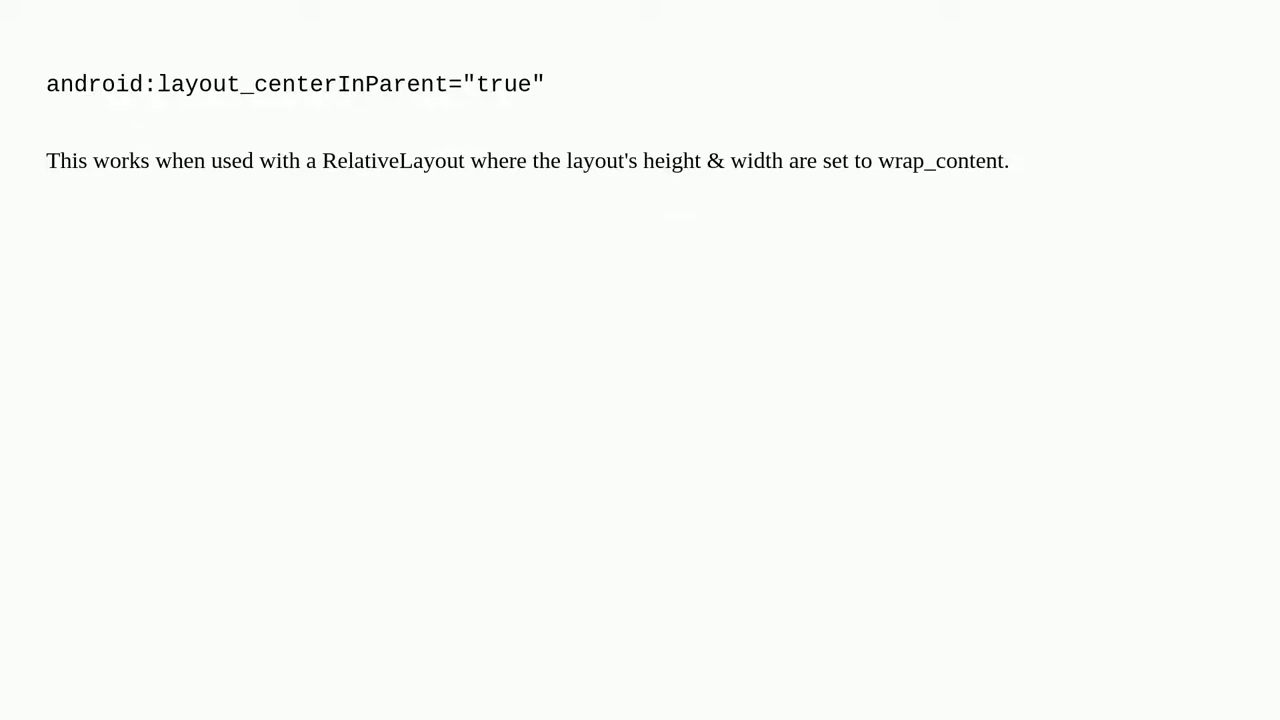 android:layout_centerInParent="true"
This works when used with a RelativeLayout where the layout's height & width are set to wrap_content.